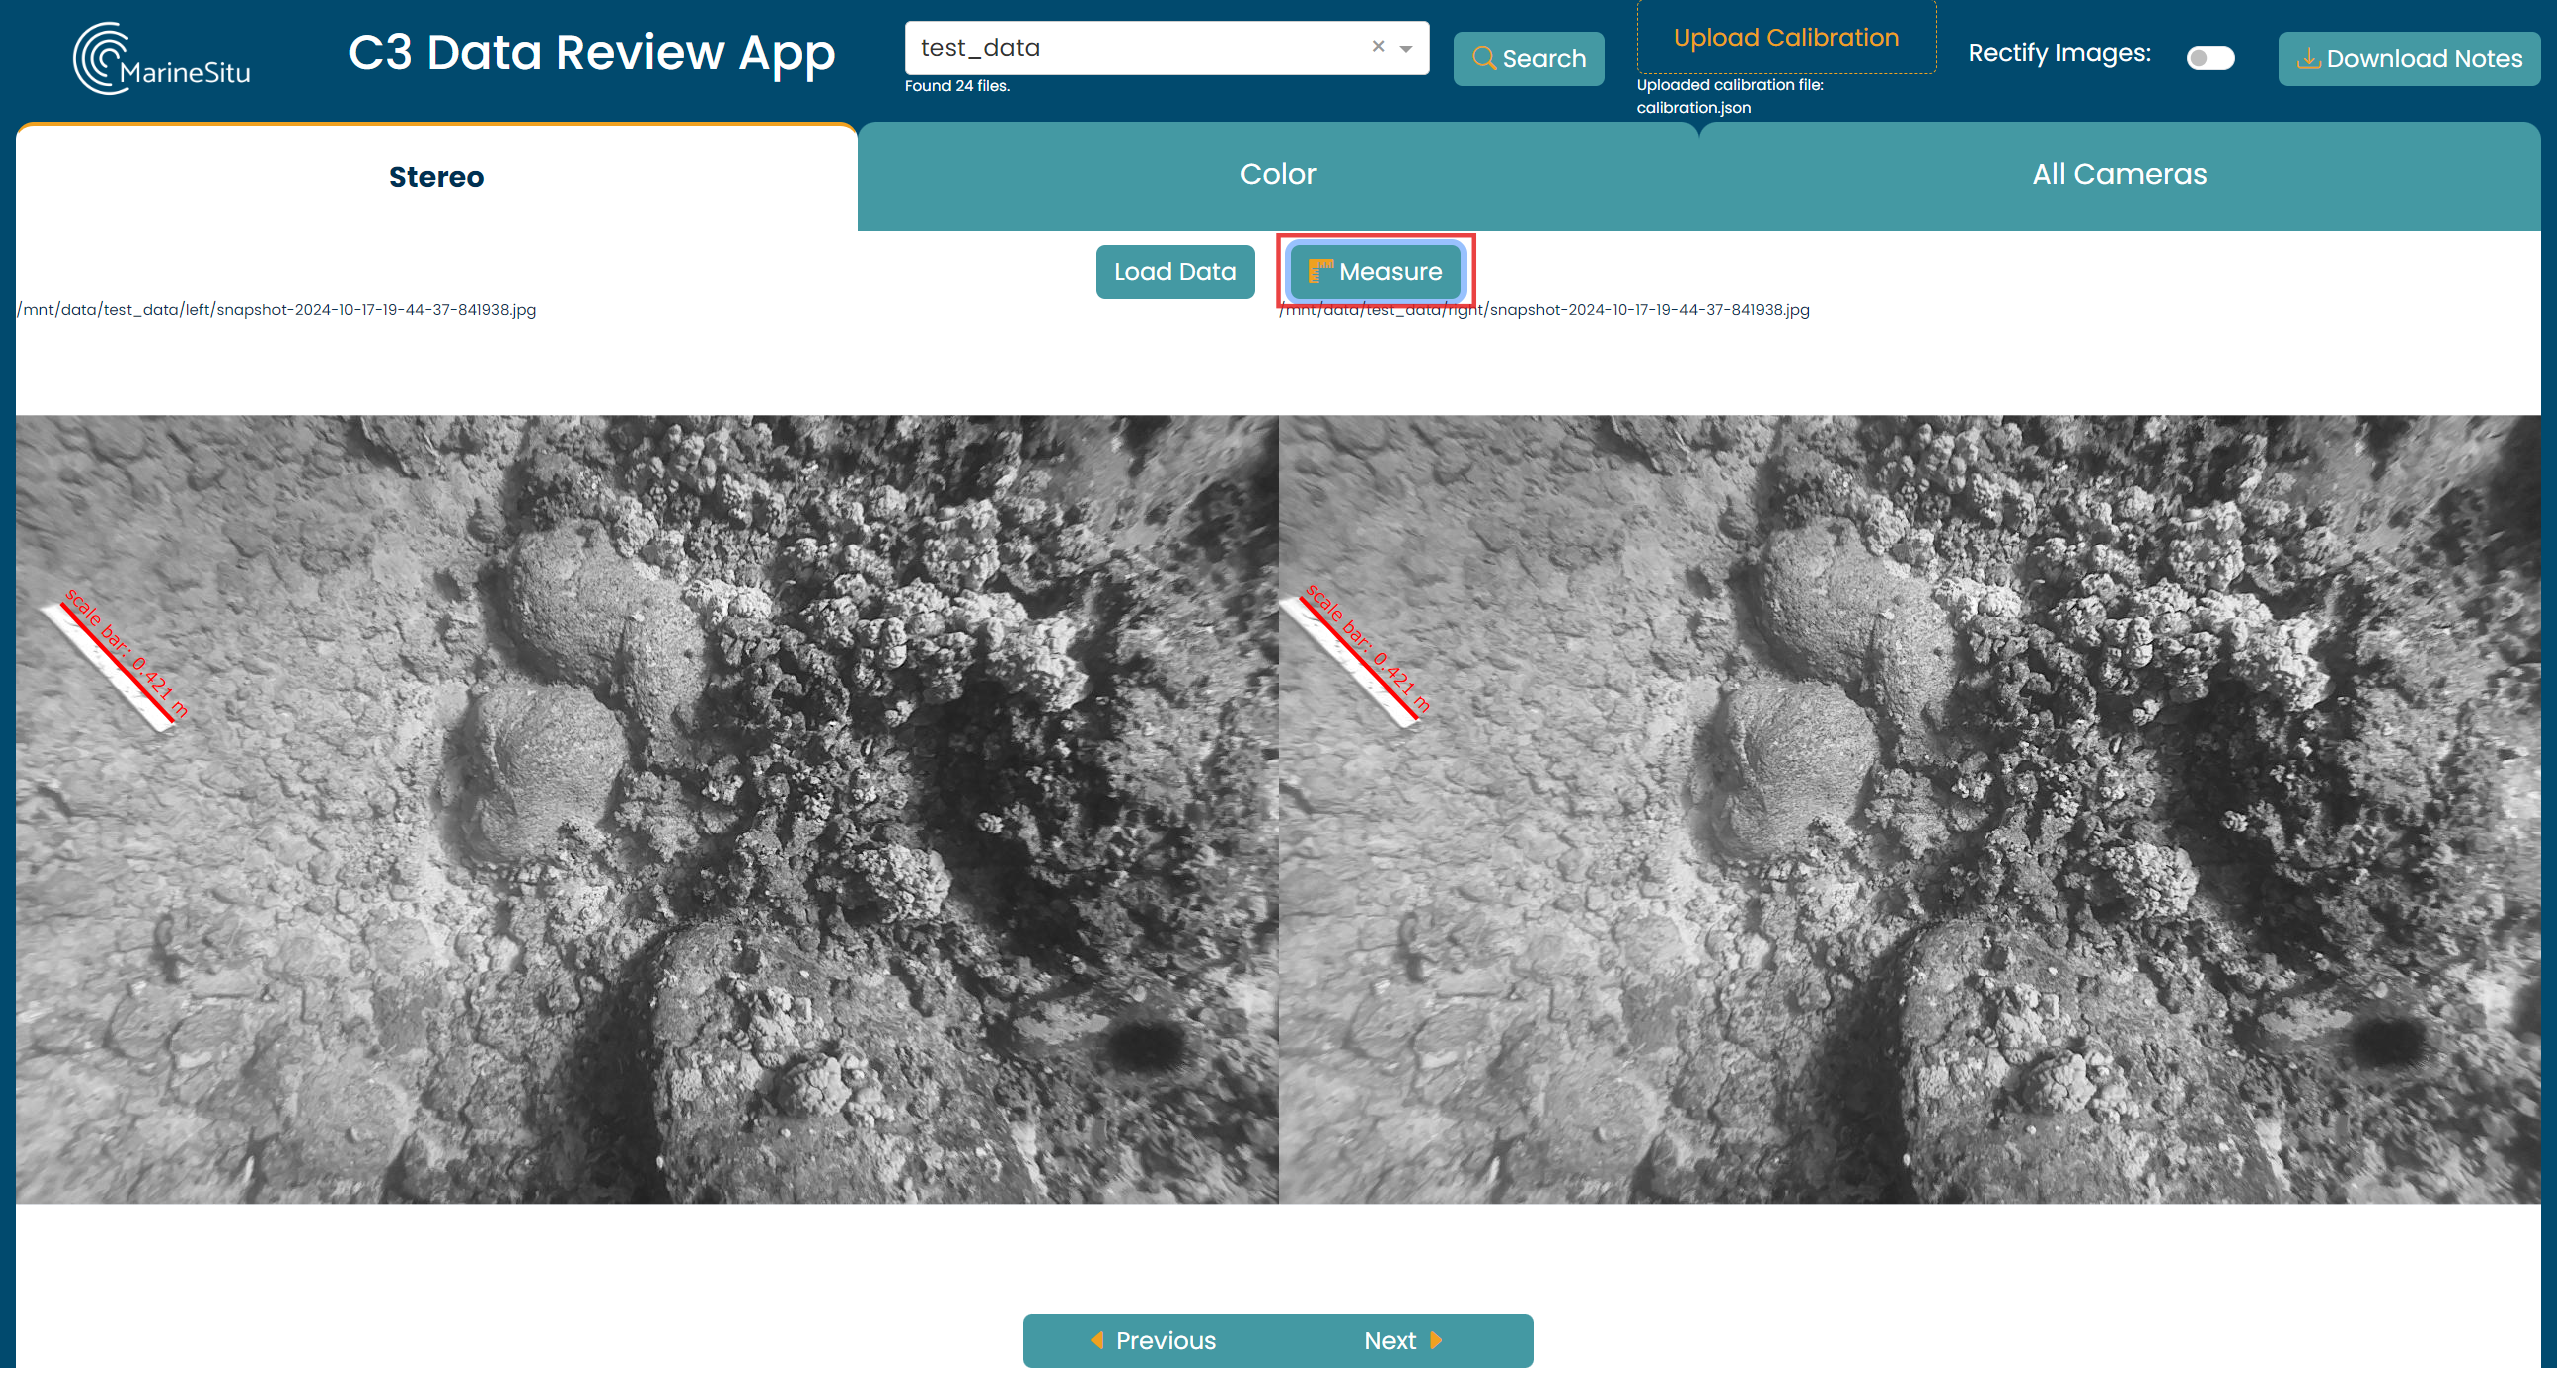 MarineSitu
C3 Data Review App
test_data
Found 24 files.
Search
Upload Calibration
Uploaded calibration file:
calibration.json
Rectify Images:
Download Notes
Stereo
Color
All Cameras
Load Data
Measure
/mnt/data/test_data/left/snapshot-2024-10-17-19-44-37-841938.jpg
/mnt/data/test_data/right/snapshot-2024-10-17-19-44-37-841938.jpg
scale bar: 0.421 m
scale bar: 0.421 m
Previous
Next